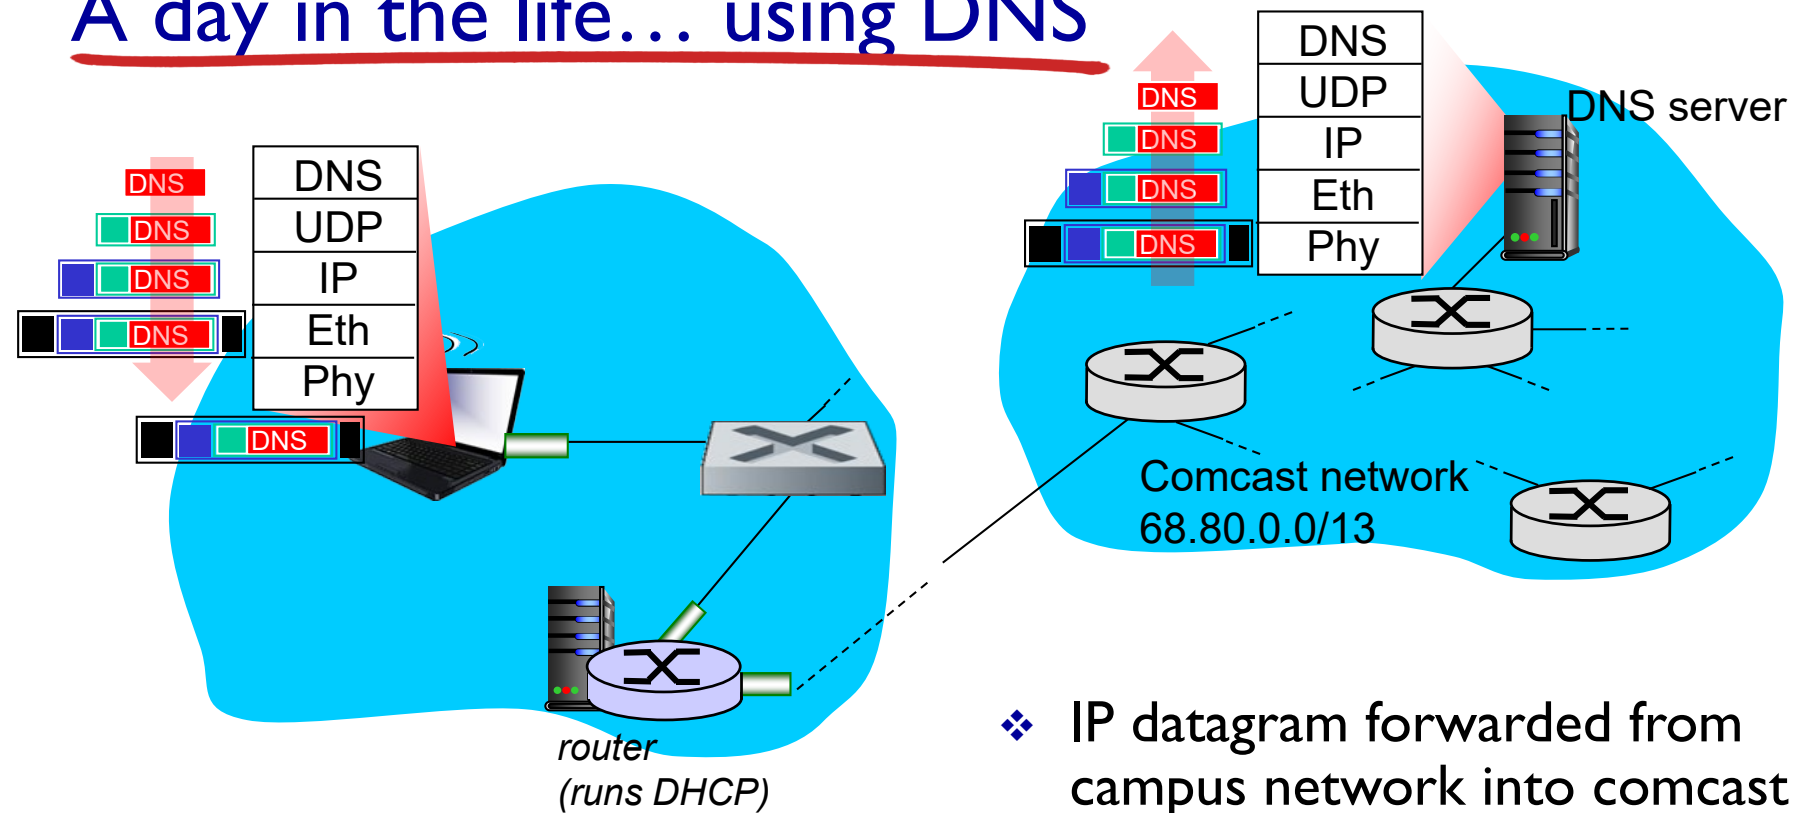 A day in the life… using DNS
DNS
UDP
IP
Eth
Phy
DNS
DNS
DNS
DNS
DNS
DNS
UDP
IP
Eth
Phy
DNS
DNS
DNS
DNS
DNS server
Comcast network
68.80.0.0/13
router
(runs DHCP)
❖ IP datagram forwarded from
campus network into comcast